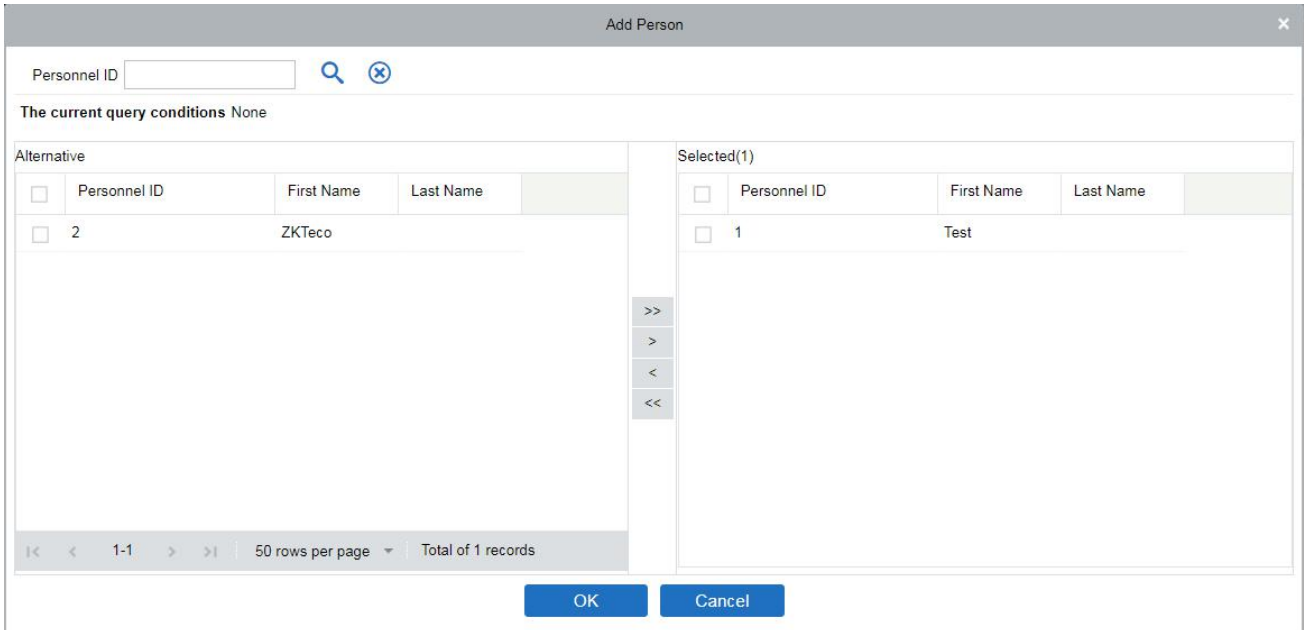 Add Person ×
Personnel ID
The current query conditions None
Alternative
Personnel ID First Name Last Name
2 ZKTeco
>>
>
<
<<
Selected(1)
Personnel ID First Name Last Name
1 Test
|< < 1-1 > >| 50 rows per page Total of 1 records
OK Cancel